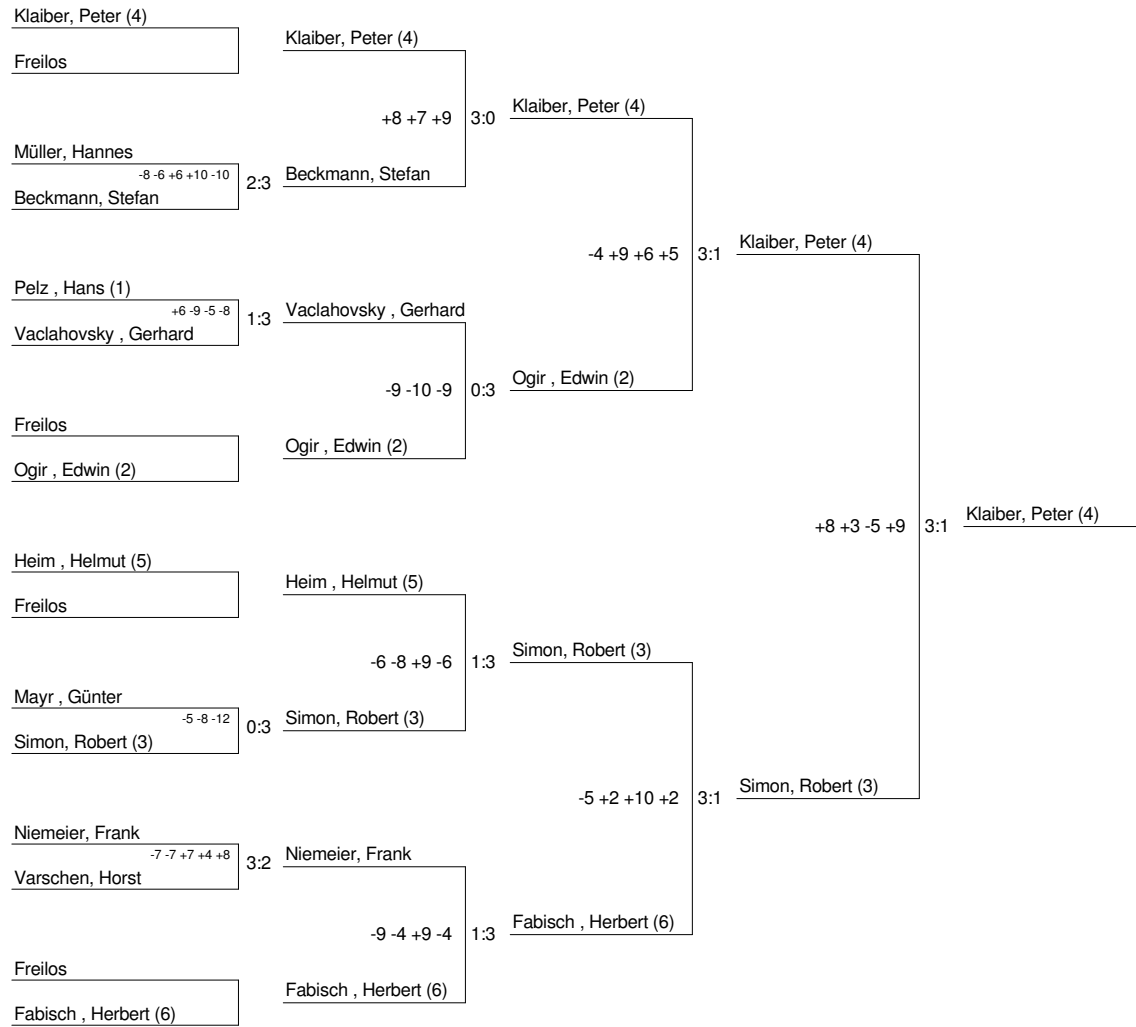 Klaiber, Peter (4)
Freilos
Klaiber, Peter (4)
+8 +7 +9 3:0 Klaiber, Peter (4)
Müller, Hannes
-8 -6 +6 +10 -10
Beckmann, Stefan
2:3 Beckmann, Stefan
-4 +9 +6 +5 3:1 Klaiber, Peter (4)
Pelz , Hans (1)
+6 -9 -5 -8
Vaclahovsky , Gerhard
1:3 Vaclahovsky , Gerhard
-9 -10 -9 0:3 Ogir , Edwin (2)
Freilos
Ogir , Edwin (2)
Ogir , Edwin (2)
+8 +3 -5 +9 3:1 Klaiber, Peter (4)
Heim , Helmut (5)
Freilos
Heim , Helmut (5)
-6 -8 +9 -6 1:3 Simon, Robert (3)
Mayr , Günter
-5 -8 -12
Simon, Robert (3)
0:3 Simon, Robert (3)
-5 +2 +10 +2 3:1 Simon, Robert (3)
Niemeier, Frank
-7 -7 +7 +4 +8
Varschen, Horst
3:2 Niemeier, Frank
-9 -4 +9 -4 1:3 Fabisch , Herbert (6)
Freilos
Fabisch , Herbert (6)
Fabisch , Herbert (6)